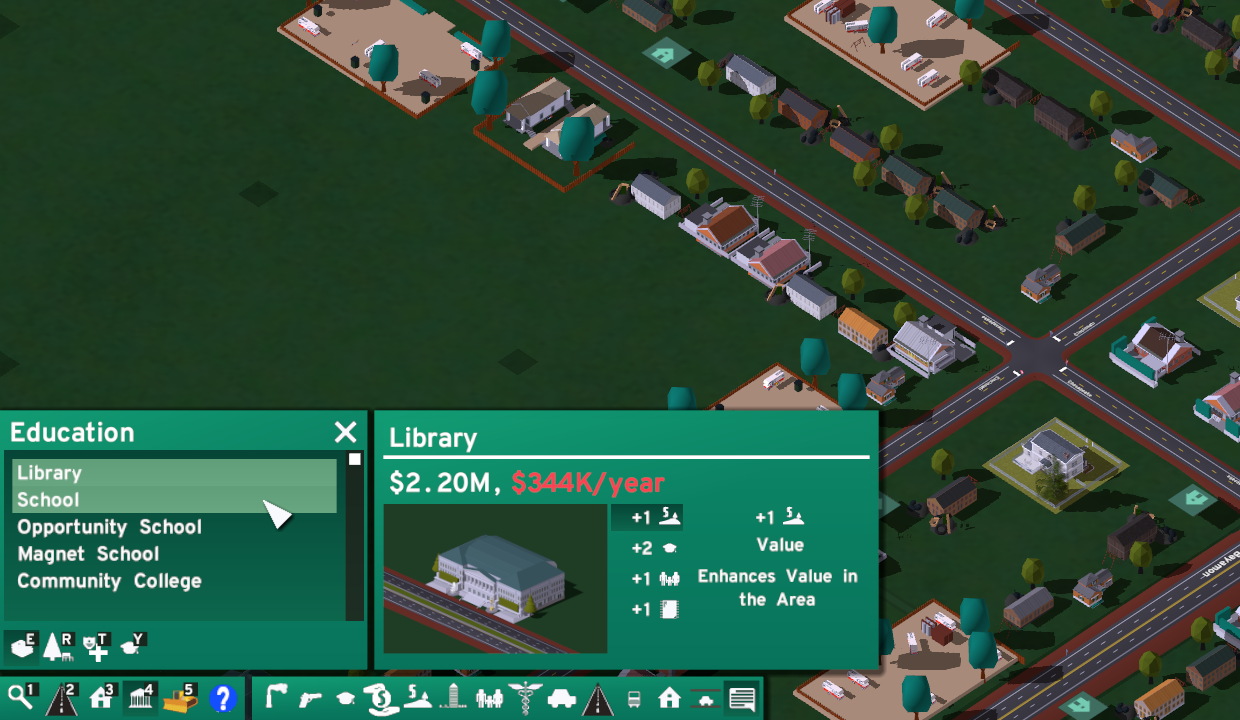 Education
Library
School
Opportunity School
Magnet School
Community College
E
R
T
Y
Library
$2.20M, $344K/year
+1
+2
+1
+1
+1
Value
Enhances Value in
the Area
1
2
3
4
5
?
Bayamon